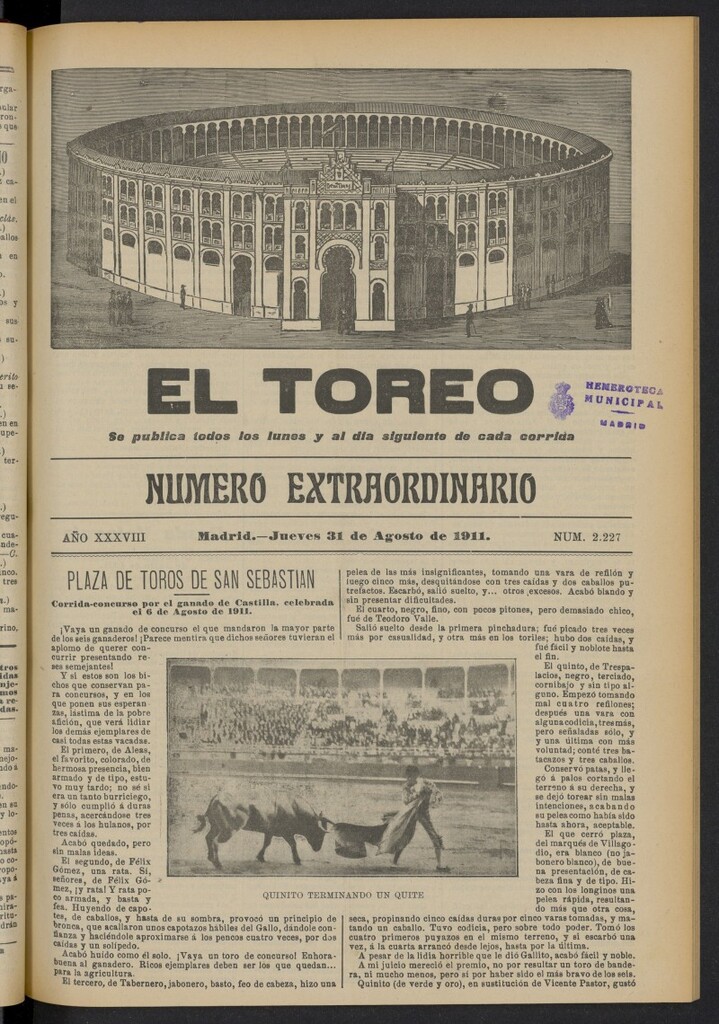 EL TOREO
HEMEROTECA
MUNICIPAL
MADRID
Se publica todos los lunes y al día siguiente de cada corrida
NUMERO EXTRAORDINARIO
AÑO XXXVIII
Madrid.—Jueves 31 de Agosto de 1911.
NUM. 2.227
PLAZA DE TOROS DE SAN SEBASTIAN
Corrida-concurso por el ganado de Castilla, celebrada
el 6 de Agosto de 1911.
¡Vaya un ganado de concurso el que mandaron la mayor parte
de los seis ganaderos! ¡Parece mentira que dichos señores tuvieran el
aplomo de querer con-
currir presentando re-
ses semejantes!
Y si estos son los bi-
chos que conservan pa-
ra concursos, y en los
que ponen sus esperan-
zas, lástima de la pobre
afición, que verá lidiar
los demás ejemplares de
casi todas estas vacadas.
El primero, de Aleas,
el favorito, colorado, de
hermosa presencia, bien
armado y de tipo, estu-
vo muy tardo; no sé si
era un tanto burriciego,
y sólo cumplió á duras
penas, acercándose tres
veces á los hulanos, por
tres caídas.
Acabó quedado, pero
sin malas ideas.
El segundo, de Félix
Gómez, una rata. Sí,
señores, de Félix Gó-
mez, ¡y rata! Y rata po-
co armada, y basta y
fea. Huyendo de capo-
tes, de caballos, y hasta de su sombra, provocó un principio de
bronca, que acallaron unos capotazos hábiles del Gallo, dándole con-
fianza y haciéndole aproximarse á los pencos cuatro veces, por dos
caídas y un solípedo.
Acabó huído como él solo. ¡Vaya un toro de concurso! Enhora-
buena al ganadero. Ricos ejemplares deben ser los que quedan...
para la agricultura.
El tercero, de Tabernero, jabonero, basto, feo de cabeza, hizo una
pelea de las más insignificantes, tomando una vara de refilón y
luego cinco más, desquitándose con tres caídas y dos caballos pu-
trefactos. Escarbó, salió suelto, y... otros excesos. Acabó blando y
sin presentar dificultades.
El cuarto, negro, fino, con pocos pitones, pero demasiado chico,
fué de Teodoro Valle.
Salió suelto desde la primera pinchadura; fué picado tres veces
más por casualidad, y otra más en los toriles; hubo dos caídas, y
fué fácil y noblote hasta
el fin.
El quinto, de Trespa-
lacios, negro, terciado,
cornibajo y sin tipo al-
guno. Empezó tomando
mal cuatro refilones;
después una vara con
alguna codicia, tres más,
pero señaladas sólo, y
y una última con más
voluntad; conté tres ba-
tacazos y tres caballos.
Conservó patas, y lle-
gó á palos cortando el
terreno á su derecha, y
se dejó torear sin malas
intenciones, acabando
su pelea como había sido
hasta ahora, aceptable.
El que cerró plaza,
del marqués de Villago-
dio, era blanco (no ja-
bonero blanco), de bue-
na presentación, de ca-
beza fina y de tipo. Hi-
zo con los longinos una
pelea rápida, resultan-
do más que otra cosa,
seca, propinando cinco caídas duras por cinco varas tomadas, y ma-
tando un caballo. Tuvo codicia, pero sobre todo poder. Tomó los
cuatro primeros puyazos en el mismo terreno, y si escarbó una
vez, á la cuarta arrancó desde lejos, hasta por la última.
A pesar de la lidia horrible que le dió Gallito, acabó fácil y noble.
A mi juicio mereció el premio, no por resultar un toro de bande-
ra, ni mucho menos, pero sí por haber sido el más bravo de los seis.
Quinito (de verde y oro), en sustitución de Vicente Pastor, gustó
QUINITO TERMINANDO UN QUITE